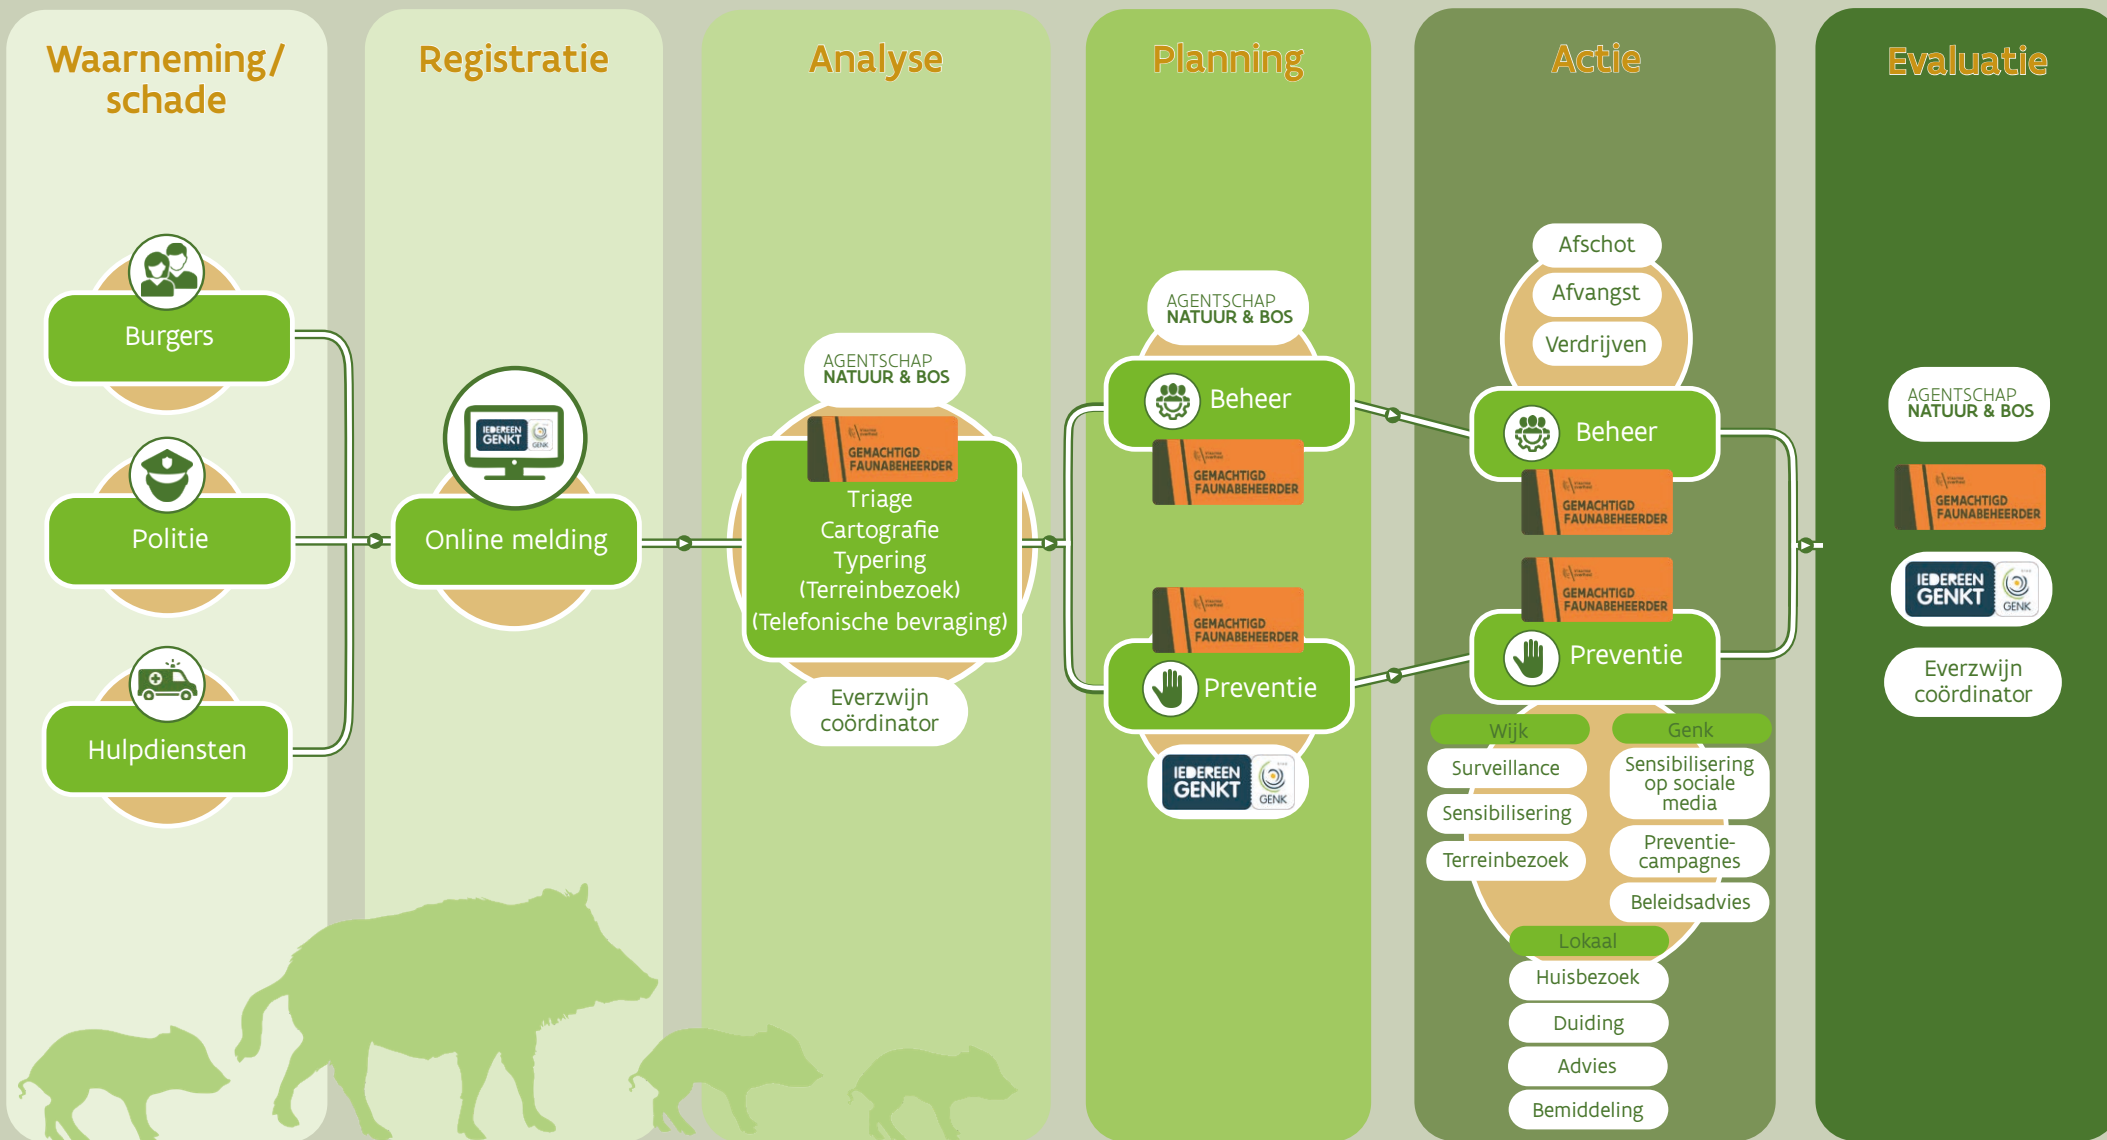 Waarneming/
schade
Burgers
Politie
Hulpdiensten
Registratie
IEDEREEN
GENKT
GENK
Online melding
Analyse
AGENTSCHAP
NATUUR & BOS
GEMACHTIGD
FAUNABEHEERDER
Triage
Cartografie
Typering
(Terreinbezoek)
(Telefonische bevraging)
Everzwijn
coördinator
Planning
AGENTSCHAP
NATUUR & BOS
Beheer
GEMACHTIGD
FAUNABEHEERDER
GEMACHTIGD
FAUNABEHEERDER
Preventie
IEDEREEN
GENKT
GENK
Actie
Afschot
Afvangst
Verdrijven
Beheer
GEMACHTIGD
FAUNABEHEERDER
GEMACHTIGD
FAUNABEHEERDER
Preventie
Wijk
Surveillance
Sensibilisering
Terreinbezoek
Genk
Sensibilisering
op sociale
media
Preventie-
campagnes
Beleidsadvies
Lokaal
Huisbezoek
Duiding
Advies
Bemiddeling
Evaluatie
AGENTSCHAP
NATUUR & BOS
GEMACHTIGD
FAUNABEHEERDER
IEDEREEN
GENKT
GENK
Everzwijn
coördinator